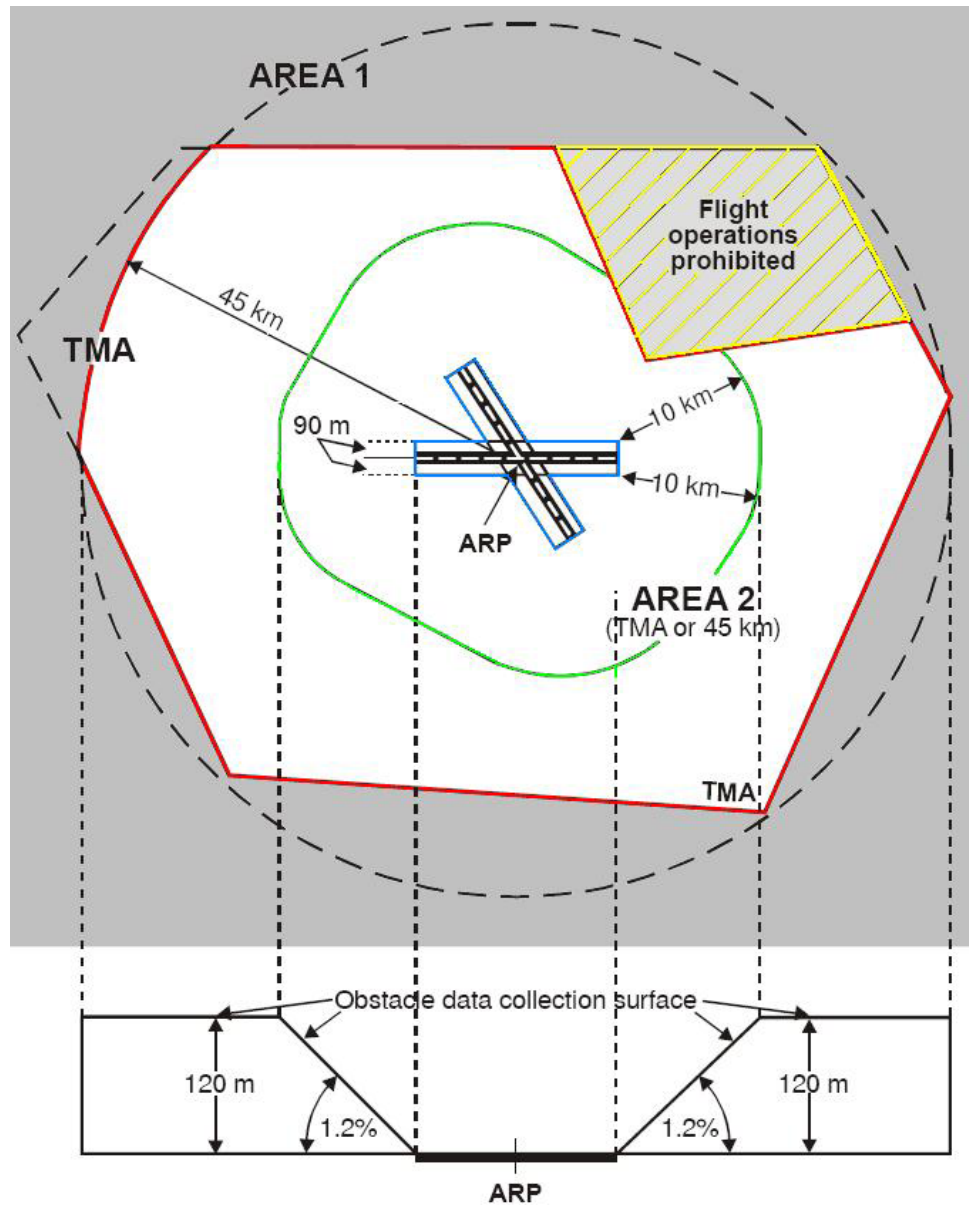 AREA 1
Flight
operations
prohibited
45 km
TMA
10 km
90 m
10 km
ARP
AREA 2
(TMA or 45 km)
TMA
Obstacle data collection surface
120 m
1.2%
1.2%
120 m
ARP